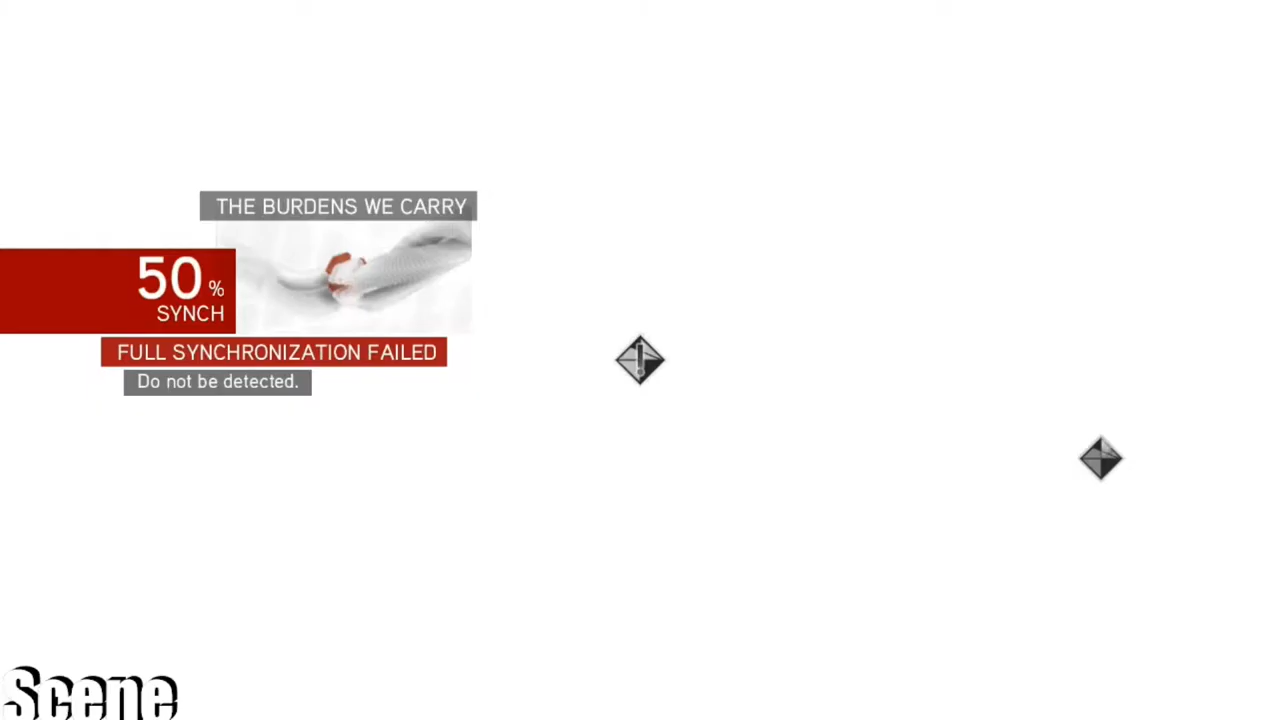 THE BURDENS WE CARRY
50 %
SYNCH
FULL SYNCHRONIZATION FAILED
Do not be detected.
Scene